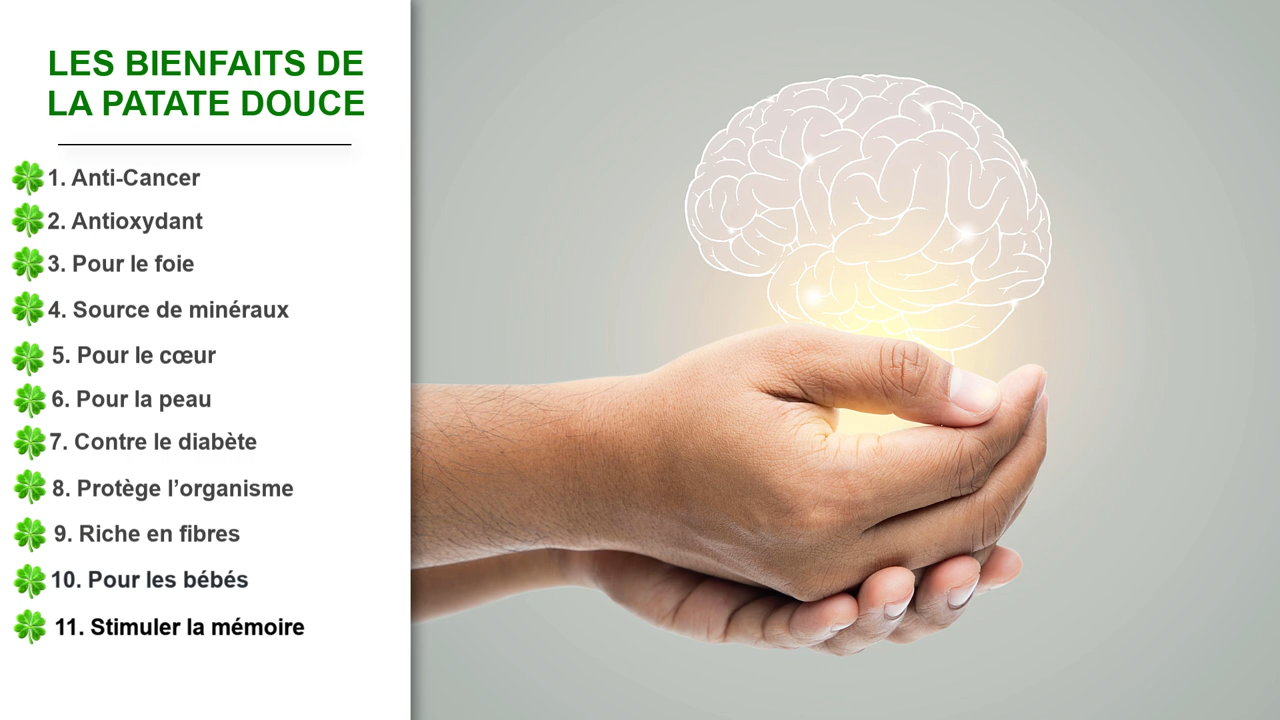 LES BIENFAITS DE
LA PATATE DOUCE
1. Anti-Cancer
2. Antioxydant
3. Pour le foie
4. Source de minéraux
5. Pour le cœur
6. Pour la peau
7. Contre le diabète
8. Protège l’organisme
9. Riche en fibres
10. Pour les bébés
11. Stimuler la mémoire